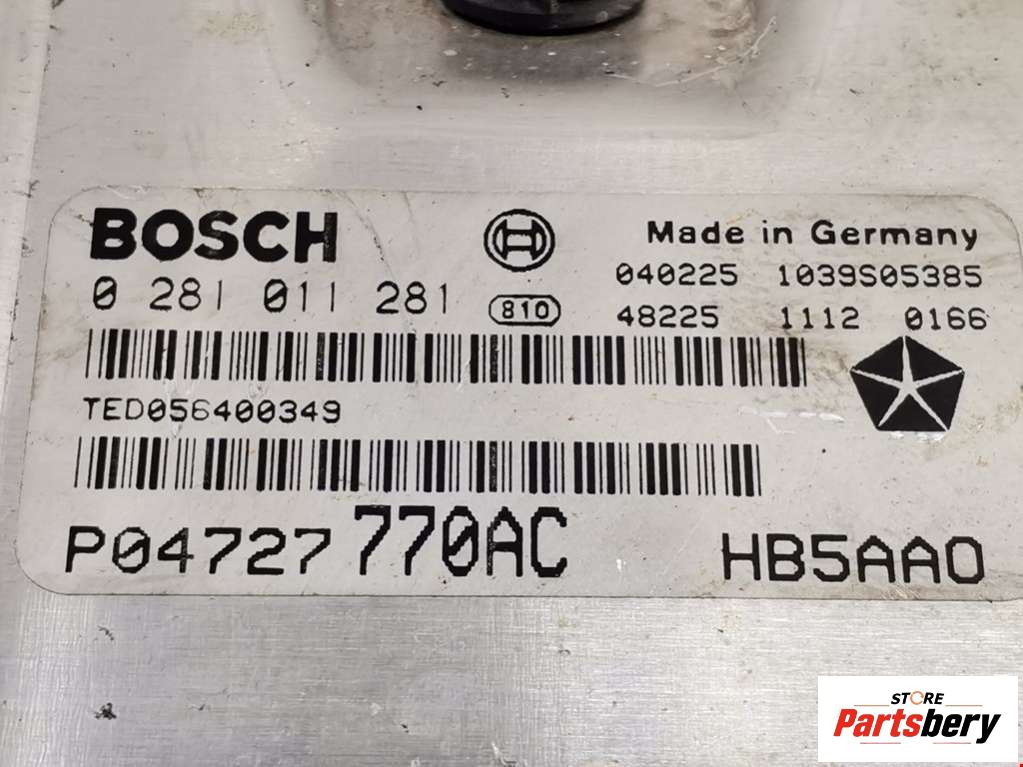 BOSCH
Made in Germany
0 281 011 281
810
040225 1039S05385
48225 1112 0166
TED056400349
P04727 770AC
HB5AAO
STORE
Partsbery